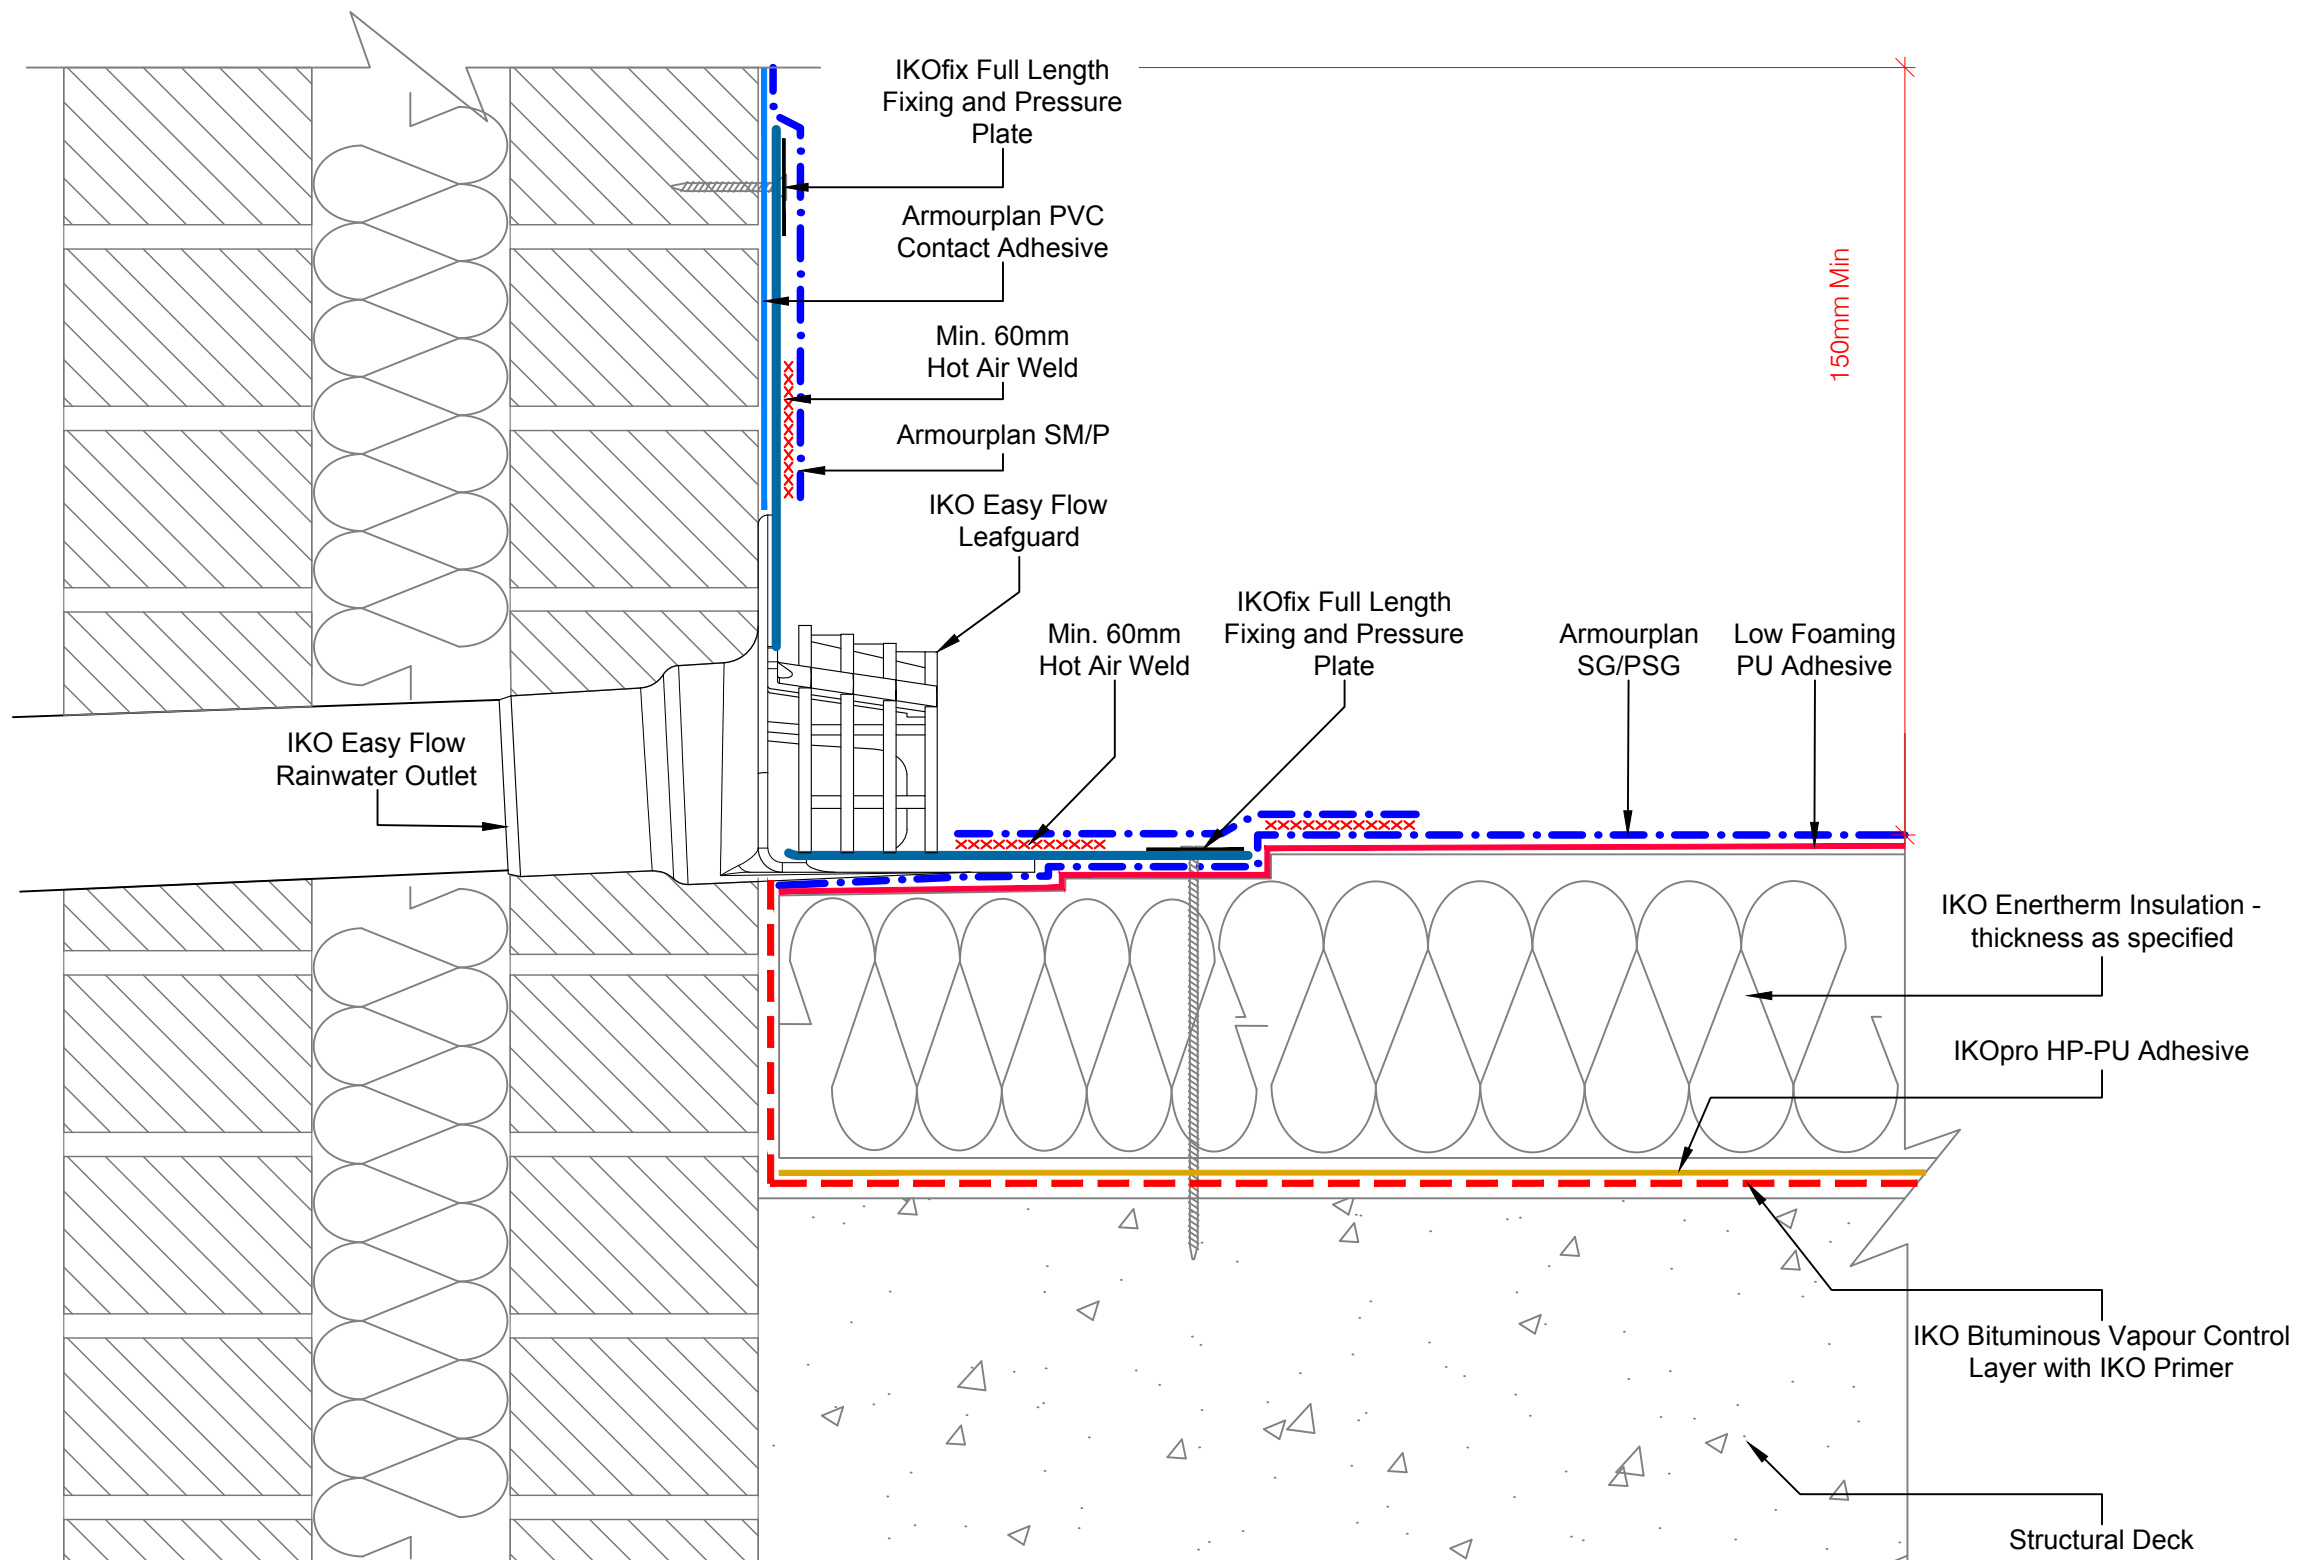 IKOfix Full Length
Fixing and Pressure
Plate
Armourplan PVC
Contact Adhesive
150mm Min
Min. 60mm
Hot Air Weld
Armourplan SM/P
IKO Easy Flow
Leafguard
IKOfix Full Length
Fixing and Pressure
Plate
Min. 60mm
Hot Air Weld
Armourplan
SG/PSG
Low Foaming
PU Adhesive
IKO Easy Flow
Rainwater Outlet
IKO Enertherm Insulation -
thickness as specified
IKOpro HP-PU Adhesive
IKO Bituminous Vapour Control
Layer with IKO Primer
Structural Deck